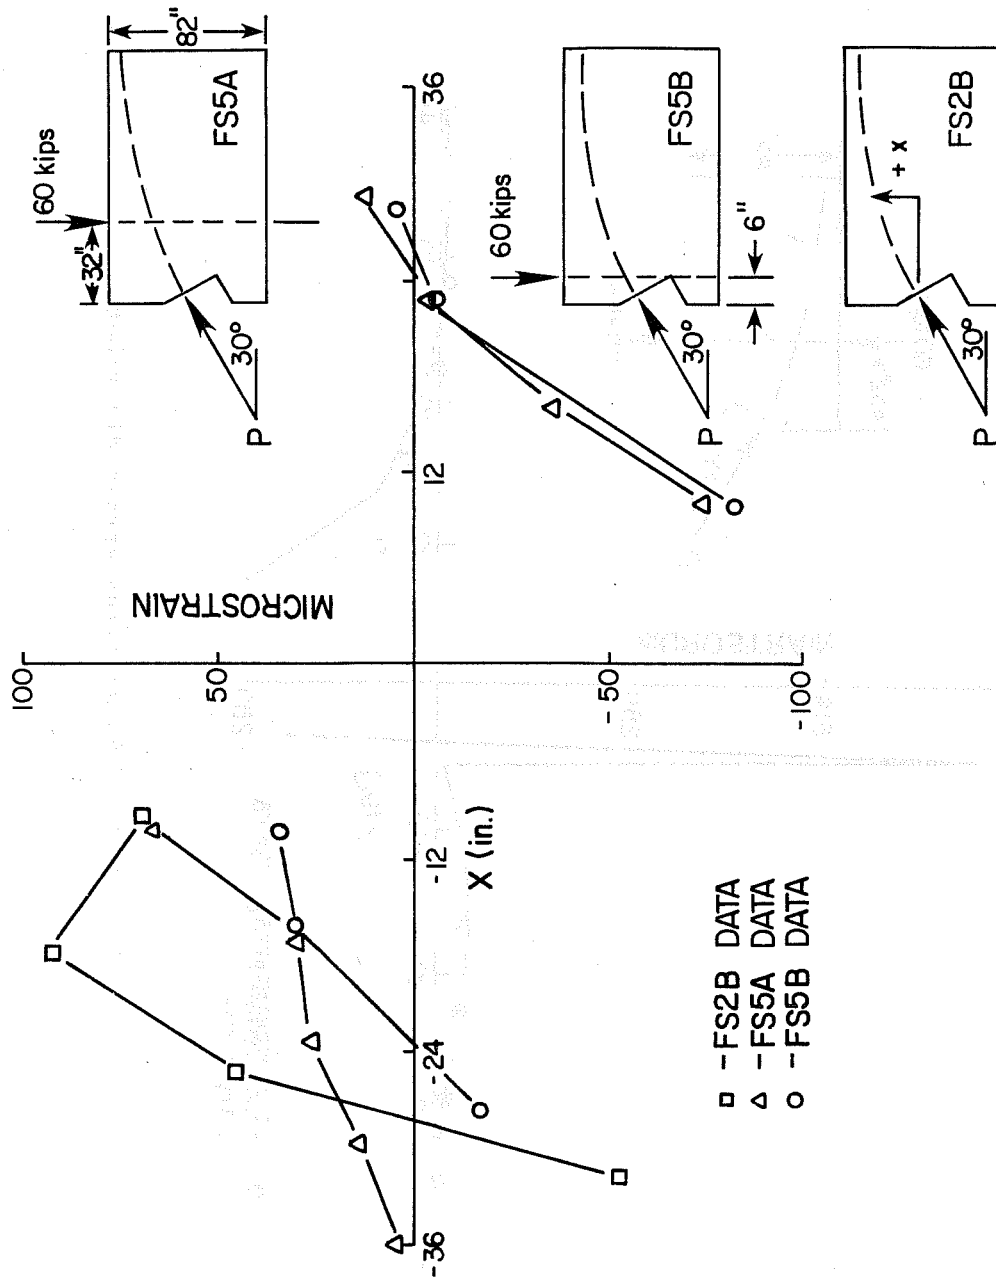 MICROSTRAIN
100
50
-50
-100
-36
-24
-12
12
36
X (in.)
□ -FS2B DATA
△ -FS5A DATA
○ -FS5B DATA
60 kips
32"
82"
30°
P
FS5A
60 kips
6"
30°
P
FS5B
+ x
30°
P
FS2B